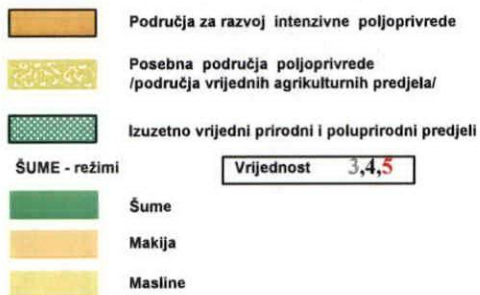 Područja za razvoj intenzivne poljoprivrede
Posebna područja poljoprivrede
/područja vrijednih agrikulturnih predjela/
Izuzetno vrijedni prirodni i poluprirodni predjeli
ŠUME - režimi
Vrijednost 3,4,5
Šume
Makija
Masline